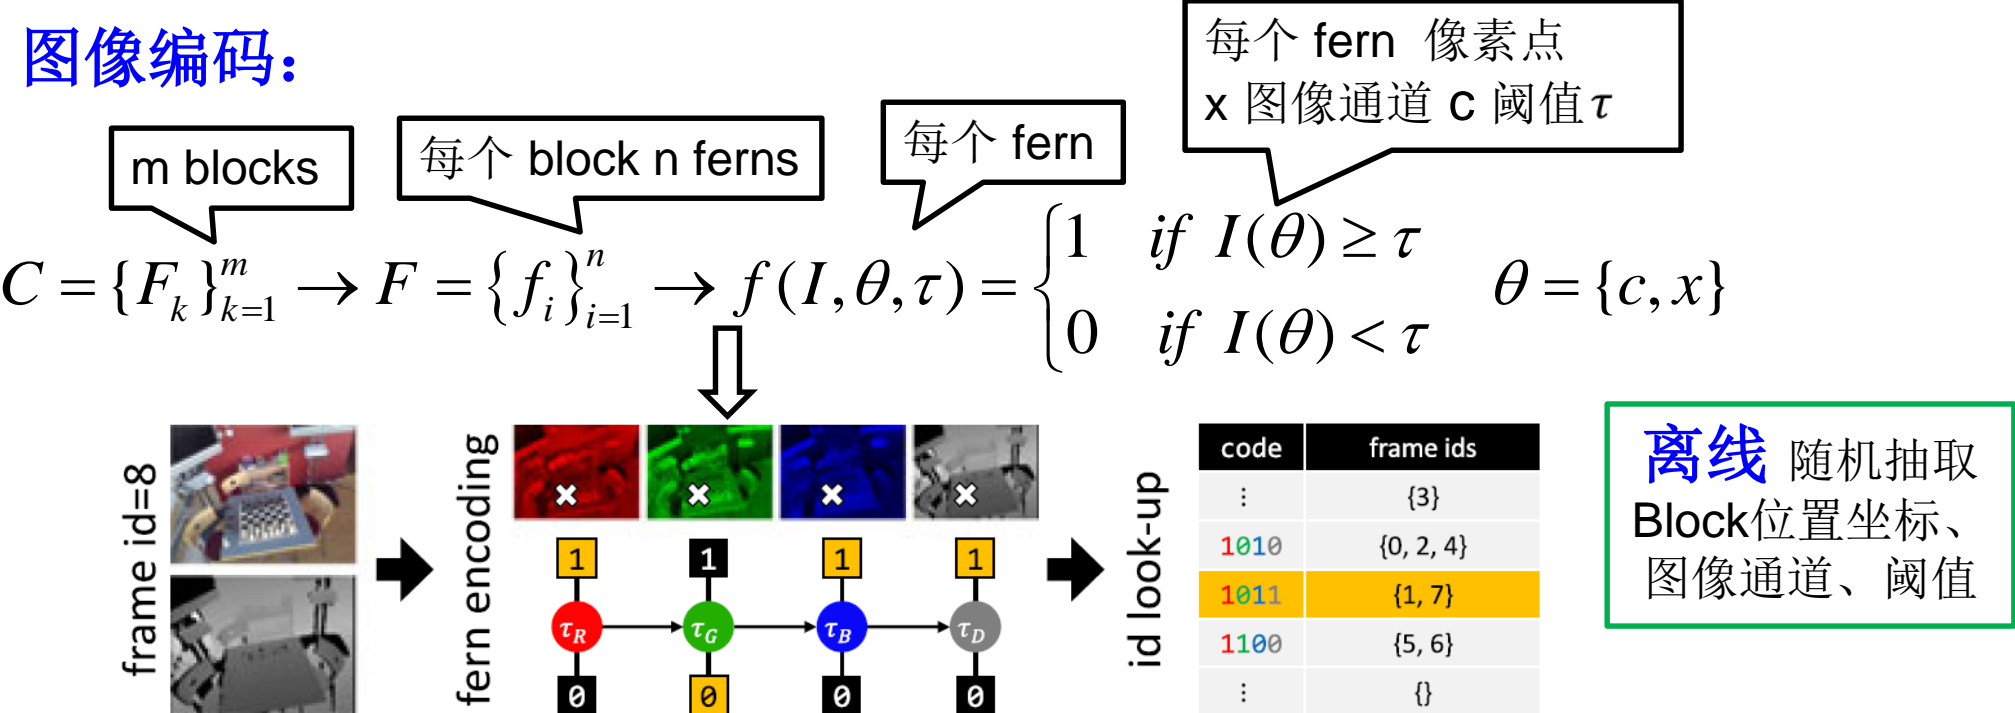 图像编码：
每个 fern 像素点
x 图像通道 c 阈值τ
m blocks
每个 block n ferns
每个 fern
C = {F_k}_{k=1}^m → F = {f_i}_{i=1}^n → f(I,θ,τ) = { 1 if I(θ) ≥ τ
0 if I(θ) < τ
θ = {c, x}
frame id=8
fern encoding
1 1 1 1
τ_R τ_G τ_B τ_D
0 0 0 0
id look-up
code frame ids
⋮ {3}
1010 {0, 2, 4}
1011 {1, 7}
1100 {5, 6}
⋮ {}
离线 随机抽取
Block位置坐标、
图像通道、阈值